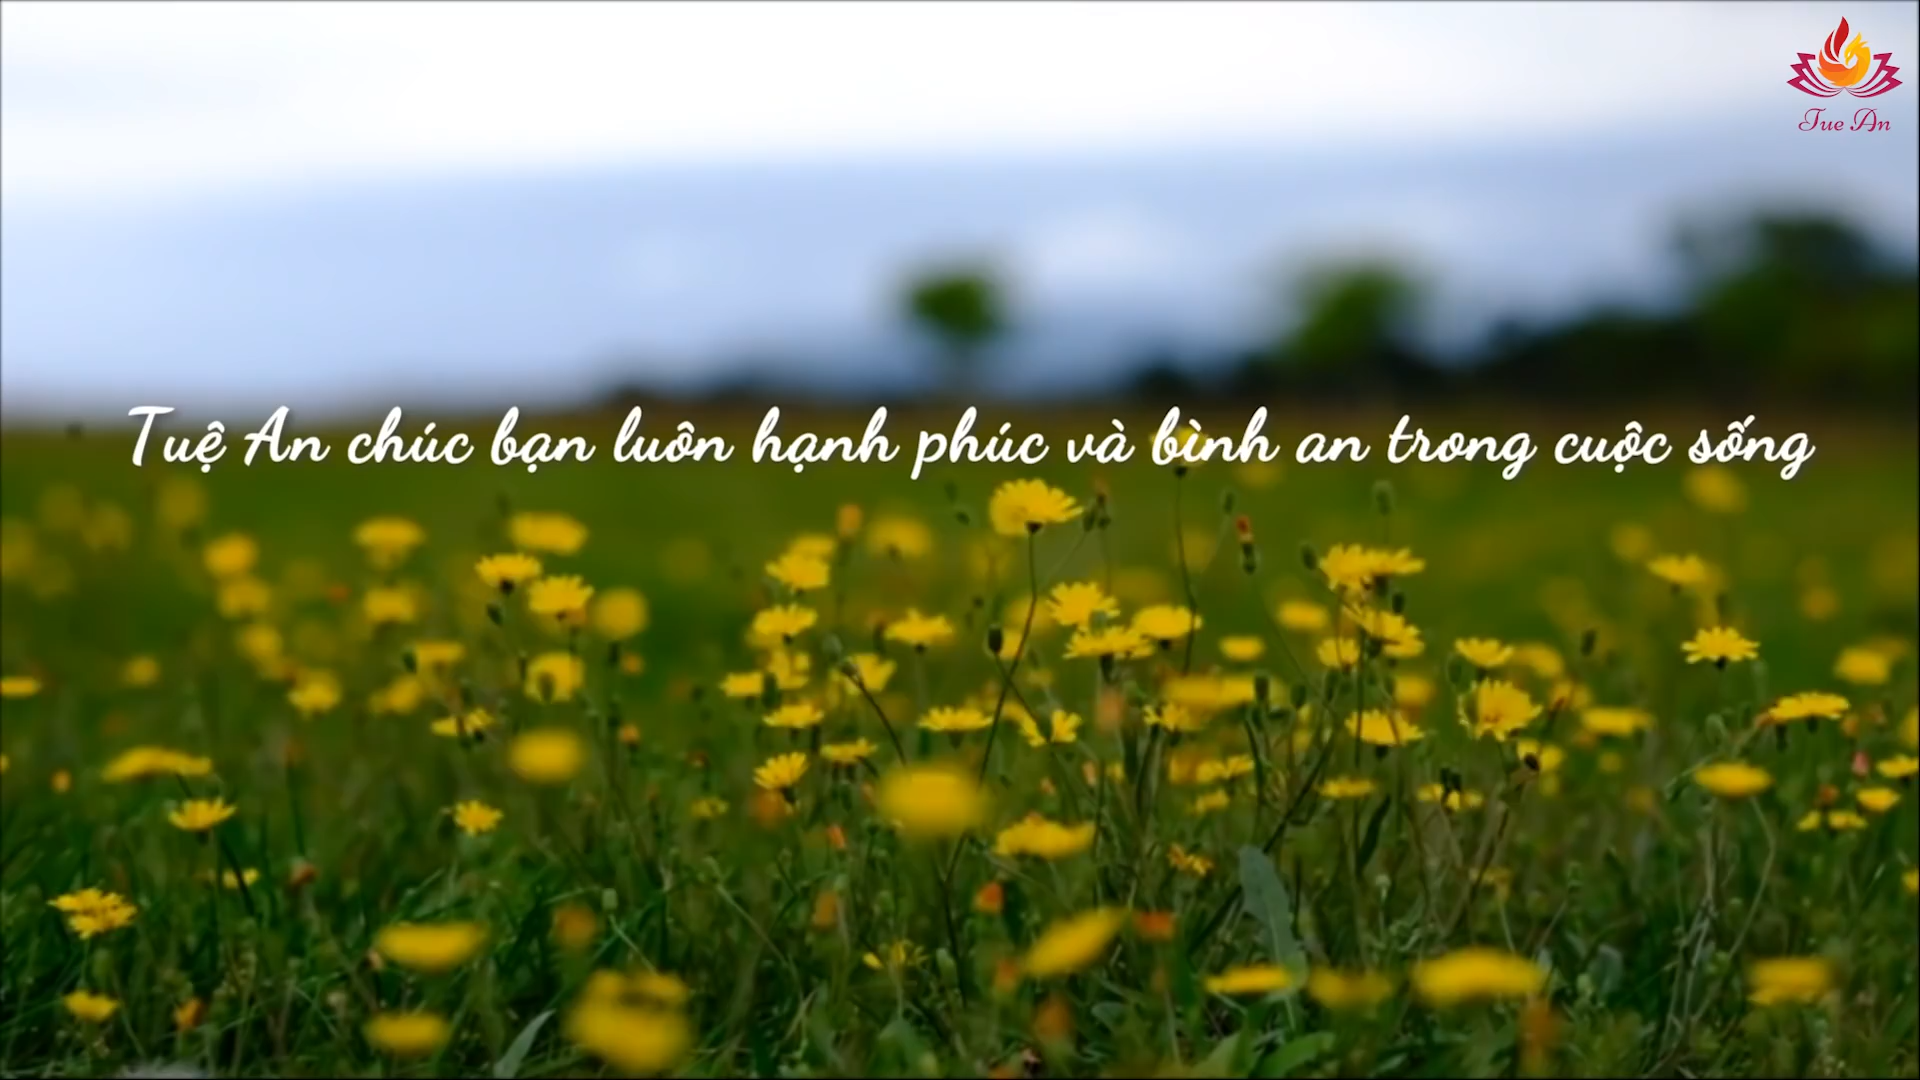 Tue An
Tuệ An chúc bạn luôn hạnh phúc và bình an trong cuộc sống